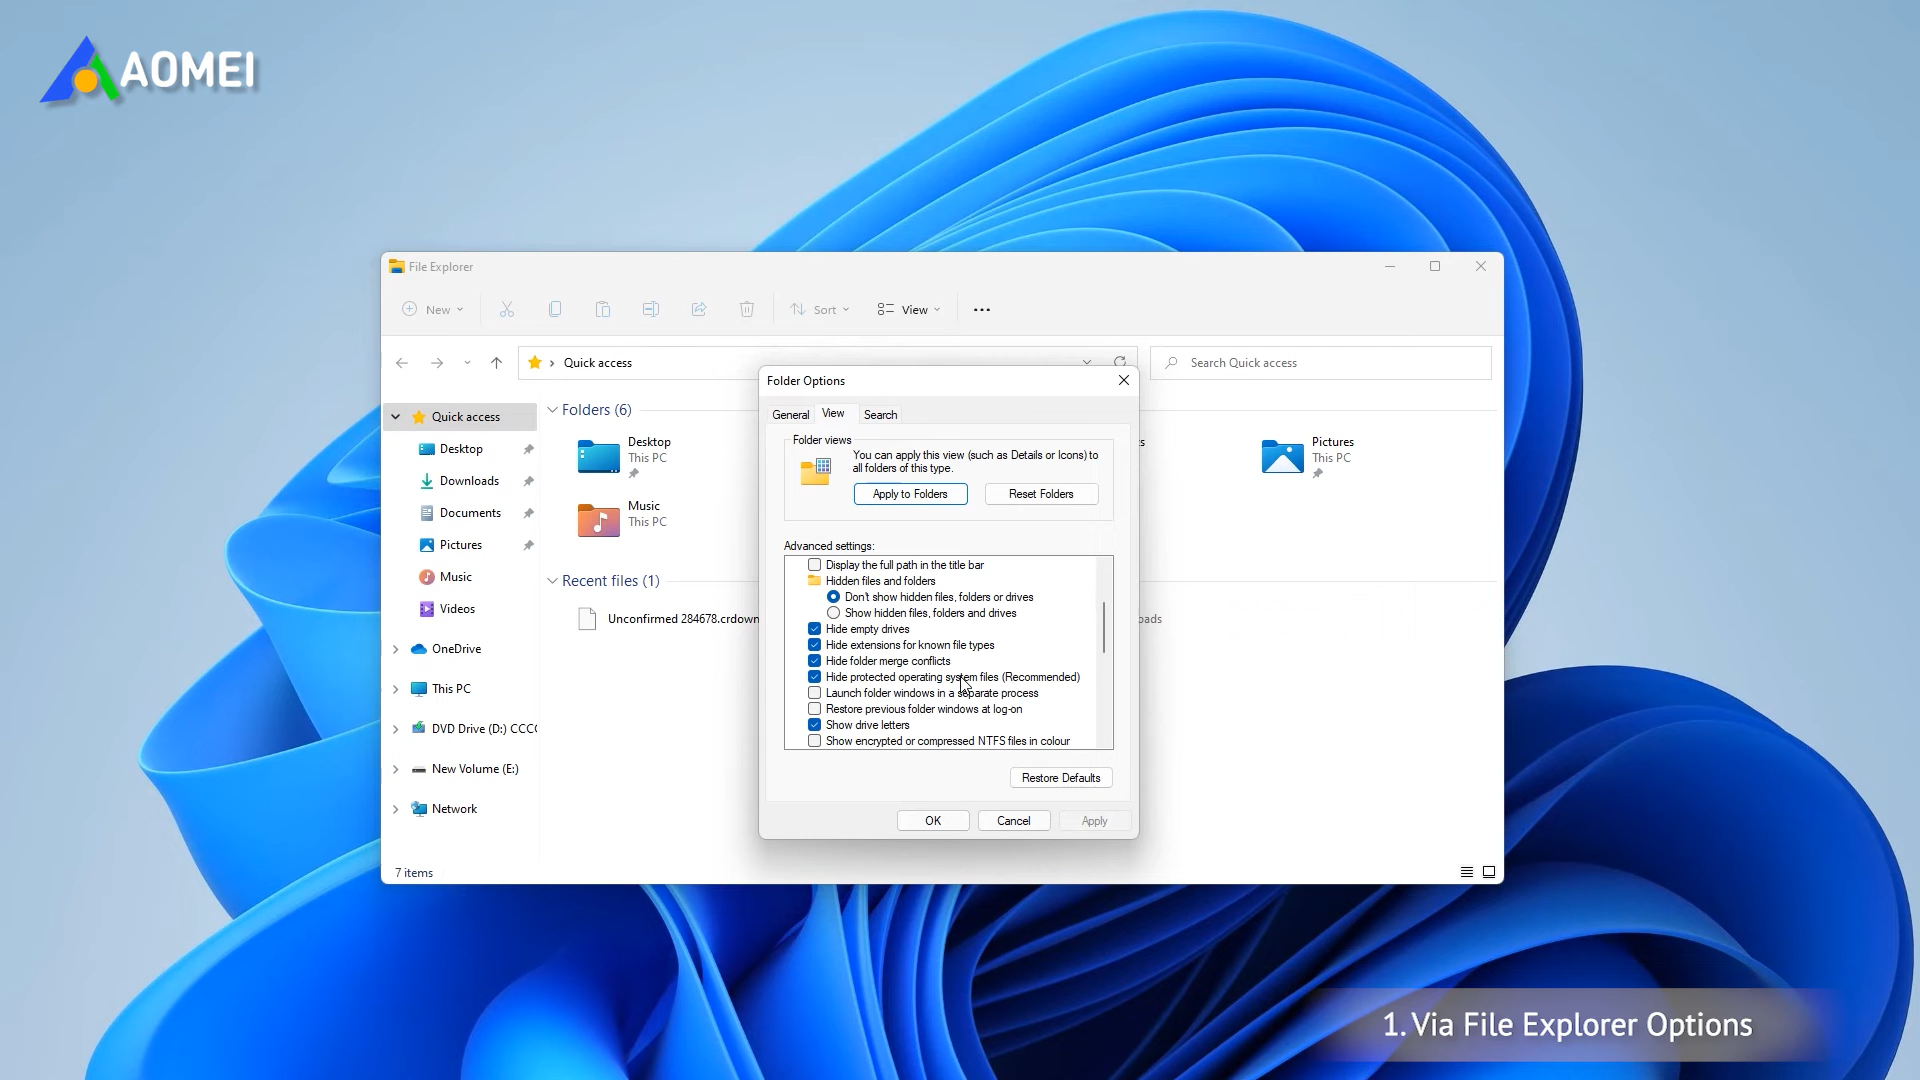 AOMEI
File Explorer
New
Sort
View
Quick access
Search Quick access
Quick access
Desktop
Downloads
Documents
Pictures
Music
Videos
OneDrive
This PC
DVD Drive (D:) CCC
New Volume (E:)
Network
7 items
Folders (6)
Desktop
This PC
Music
This PC
Pictures
This PC
Recent files (1)
Unconfirmed 284678.crdown
Folder Options
General
View
Search
Folder views
You can apply this view (such as Details or Icons) to
all folders of this type.
Apply to Folders
Reset Folders
Advanced settings:
Display the full path in the title bar
Hidden files and folders
Don't show hidden files, folders or drives
Show hidden files, folders and drives
Hide empty drives
Hide extensions for known file types
Hide folder merge conflicts
Hide protected operating system files (Recommended)
Launch folder windows in a separate process
Restore previous folder windows at log-on
Show drive letters
Show encrypted or compressed NTFS files in colour
Restore Defaults
OK
Cancel
Apply
1. Via File Explorer Options